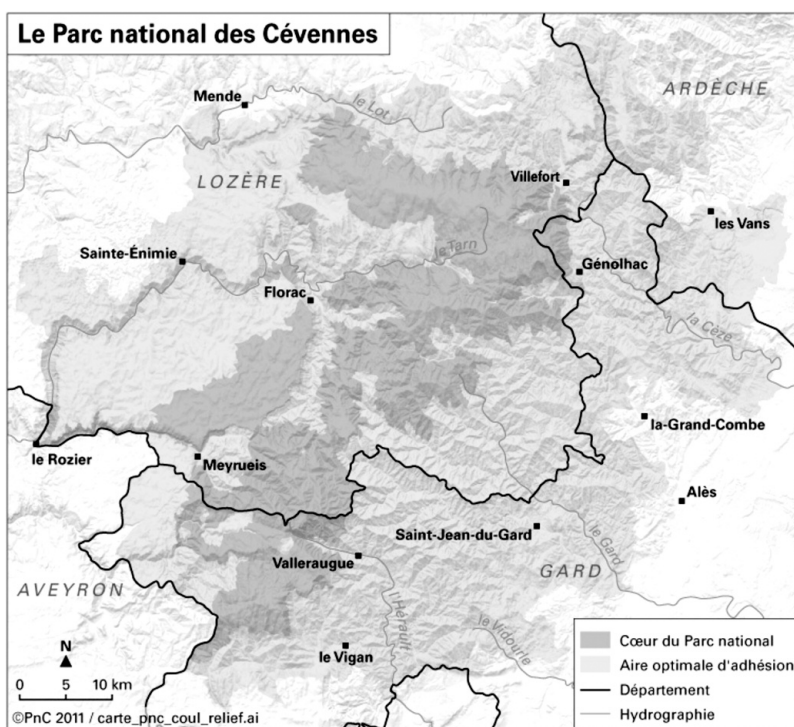 Le Parc national des Cévennes
ARDÈCHE
Mende
le Lot
LOZÈRE
Villefort
les Vans
Sainte-Énimie
le Tarn
Génolhac
Florac
la Cèze
la-Grand-Combe
le Rozier
Meyrueis
Alès
Saint-Jean-du-Gard
le Gard
Valleraugue
GARD
AVEYRON
l'Hérault
le Vidourle
le Vigan
N
0 5 10 km
Cœur du Parc national
Aire optimale d'adhésion
Département
Hydrographie
©PnC 2011 / carte_pnc_coul_relief.ai